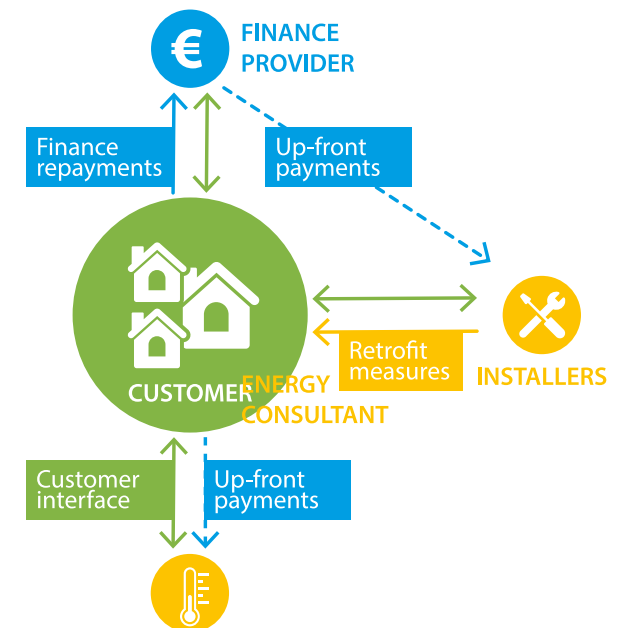 €
FINANCE
PROVIDER
Finance
repayments
Up-front
payments
Retrofit
measures
INSTALLERS
CUSTOMER
ENERGY
CONSULTANT
Customer
interface
Up-front
payments